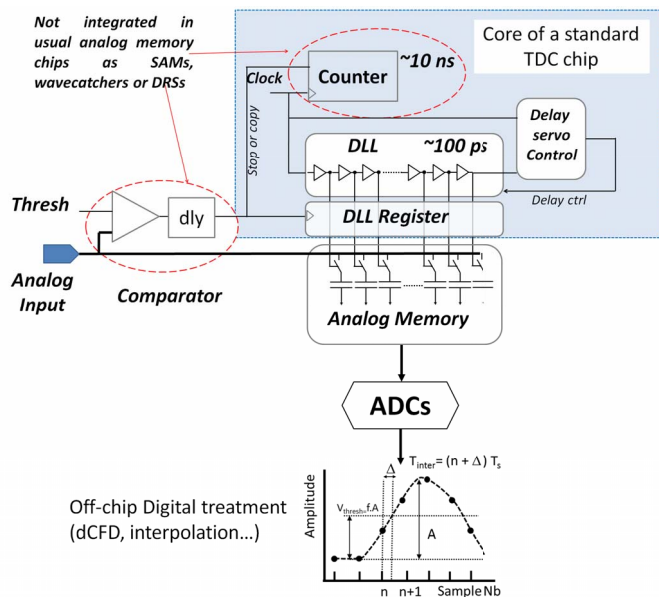 Not integrated in
usual analog memory
chips as SAMs,
wavecatchers or DRSs
Core of a standard
TDC chip
Clock
Counter
~10 ns
Stop or copy
DLL
~100 ps
Delay
servo
Control
Delay ctrl
Thresh
dly
DLL Register
Analog
Input
Comparator
Analog Memory
ADCs
Off-chip Digital treatment
(dCFD, interpolation...)
Amplitude
Tinter= (n + Δ) Ts
Δ
Vthresh=f.A
A
n
n+1
Sample Nb